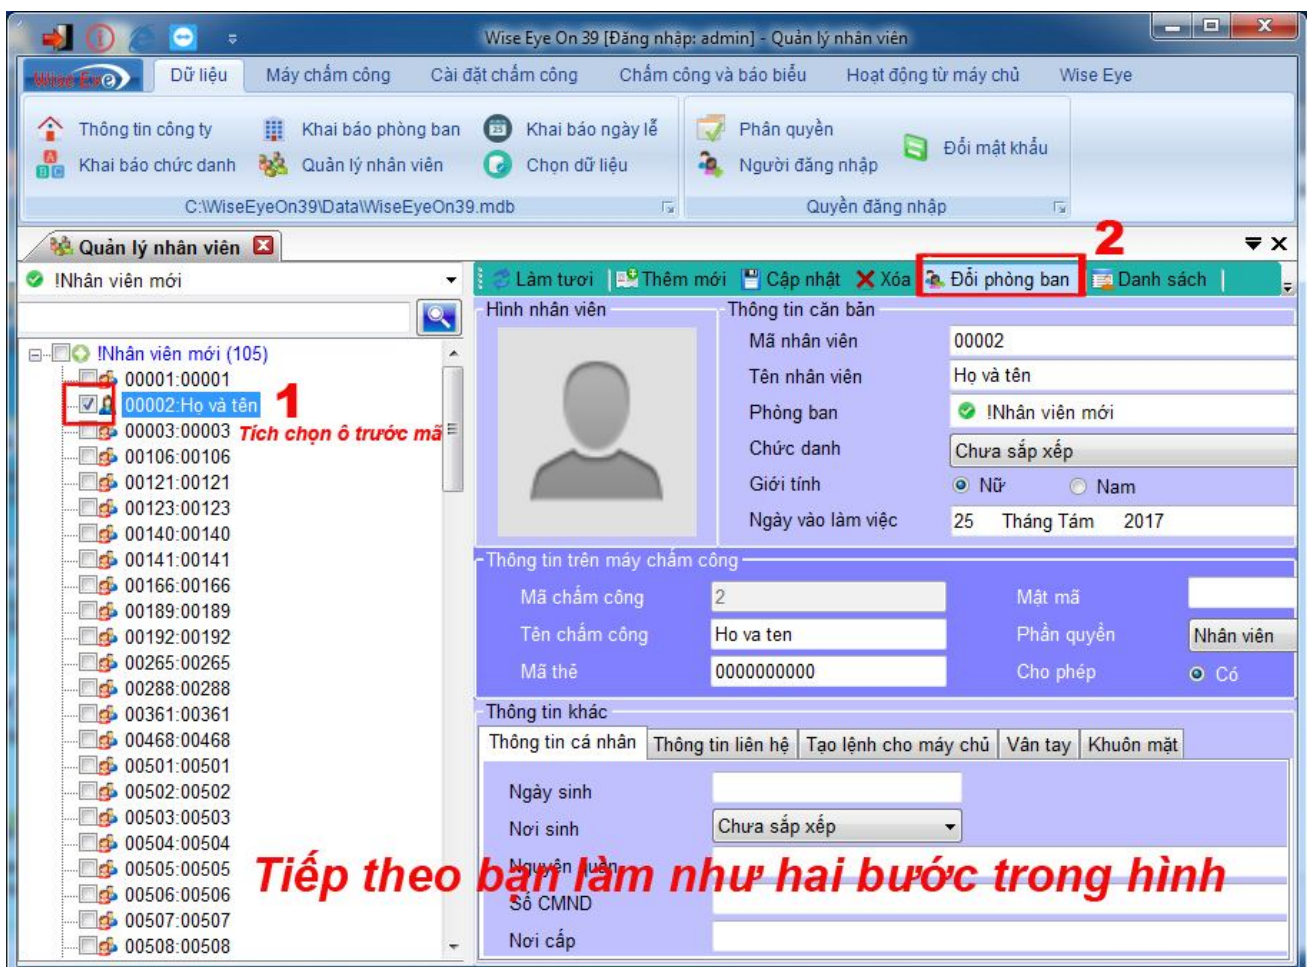 Wise Eye On 39 [Đăng nhập: admin] - Quản lý nhân viên
Wise Eye Dữ liệu Máy chấm công Cài đặt chấm công Chấm công và báo biểu Hoạt động từ máy chủ Wise Eye
Thông tin công ty Khai báo phòng ban Khai báo ngày lễ Phân quyền
Đổi mật khẩu
Khai báo chức danh Quản lý nhân viên Chọn dữ liệu Người đăng nhập
C:\WiseEyeOn39\Data\WiseEyeOn39.mdb Quyền đăng nhập
2
Quản lý nhân viên
!Nhân viên mới
Làm tươi Thêm mới Cập nhật Xóa Đổi phòng ban Danh sách
!Nhân viên mới (105)
00001:00001
00002:Họ và tên
1
00003:00003
Tích chọn ô trước mã
00106:00106
00121:00121
00123:00123
00140:00140
00141:00141
00166:00166
00189:00189
00192:00192
00265:00265
00288:00288
00361:00361
00468:00468
00501:00501
00502:00502
00503:00503
00504:00504
00505:00505
00506:00506
00507:00507
00508:00508
Hình nhân viên
Thông tin căn bản
Mã nhân viên 00002
Tên nhân viên Họ và tên
Phòng ban !Nhân viên mới
Chức danh Chưa sắp xếp
Giới tính Nữ Nam
Ngày vào làm việc 25 Tháng Tám 2017
Thông tin trên máy chấm công
Mã chấm công 2 Mật mã
Tên chấm công Ho va ten Phần quyền Nhân viên
Mã thẻ 0000000000 Cho phép Có
Thông tin khác
Thông tin cá nhân Thông tin liên hệ Tạo lệnh cho máy chủ Vân tay Khuôn mặt
Ngày sinh
Nơi sinh Chưa sắp xếp
Nguyên quán
Tiếp theo bạn làm như hai bước trong hình
Số CMND
Nơi cấp